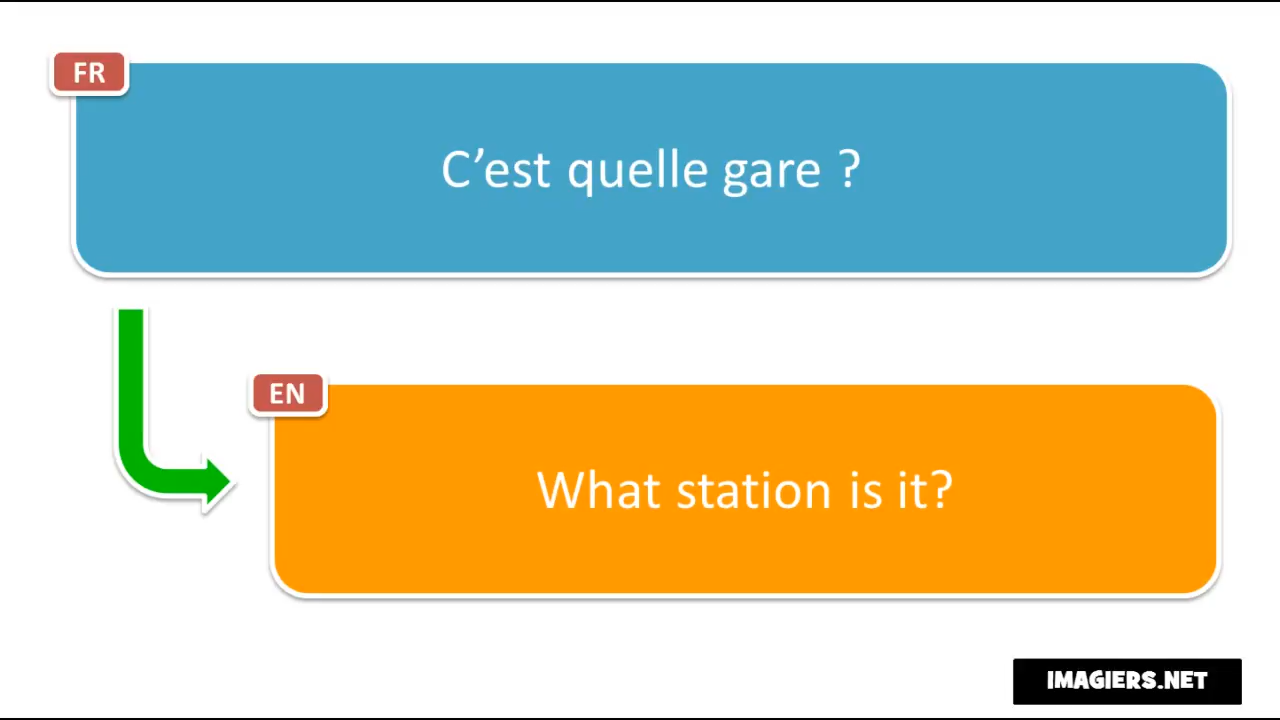 FR
C’est quelle gare ?
EN
What station is it?
IMAGIERS.NET